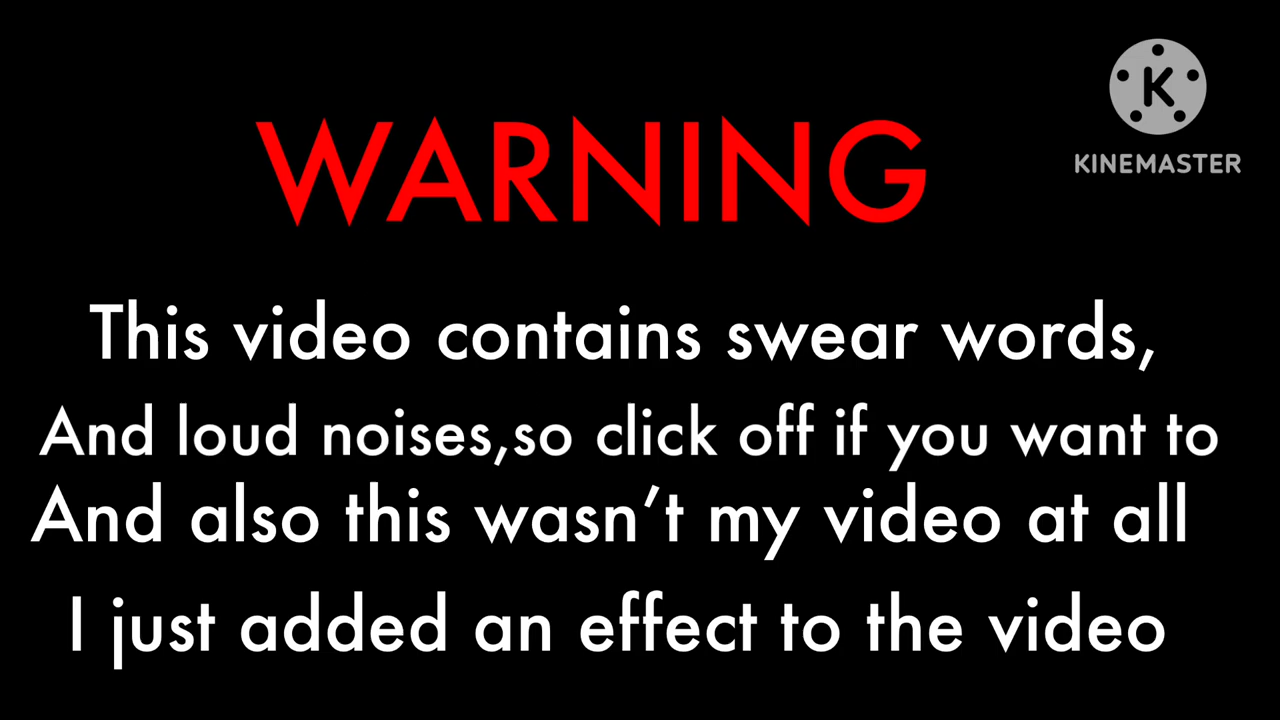 K
KINEMASTER
WARNING
This video contains swear words,
And loud noises,so click off if you want to
And also this wasn’t my video at all
I just added an effect to the video